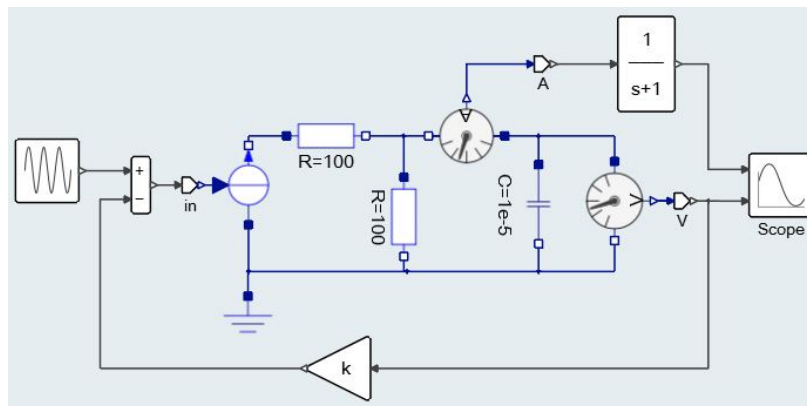 1
s+1
A
A
R=100
+
−
in
R=100
C=1e-5
V
V
Scope
k